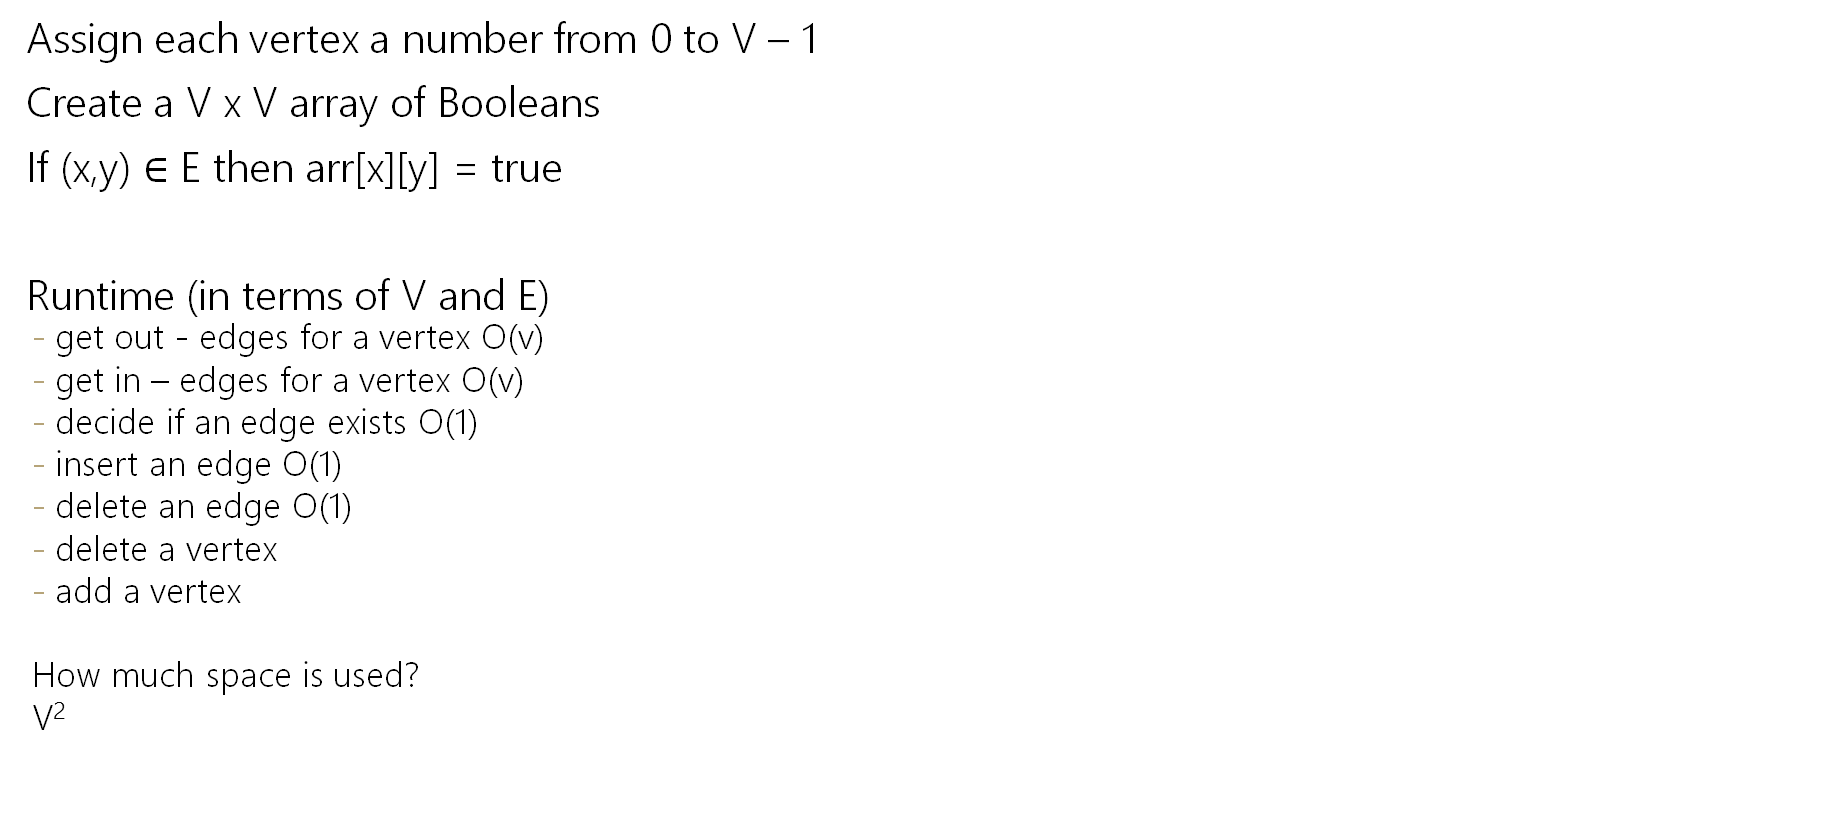 Assign each vertex a number from 0 to V – 1
Create a V x V array of Booleans
If (x,y) ∈ E then arr[x][y] = true
Runtime (in terms of V and E)
- get out - edges for a vertex O(v)
- get in – edges for a vertex O(v)
- decide if an edge exists O(1)
- insert an edge O(1)
- delete an edge O(1)
- delete a vertex
- add a vertex
How much space is used?
V²